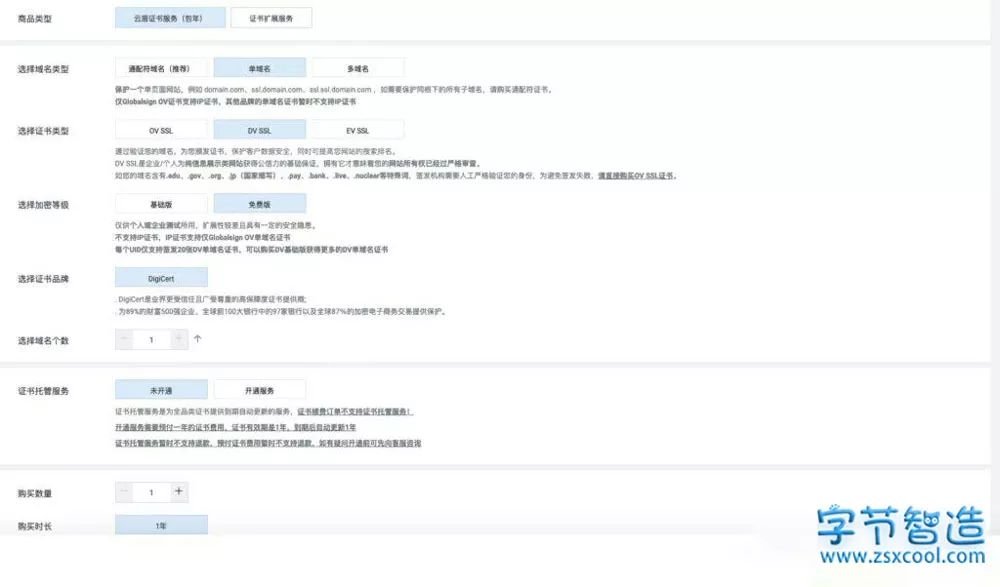 商品类型 云盾证书服务（包年） 证书扩展服务
选择域名类型 通配符域名（推荐） 单域名 多域名
保护一个单页面网站，例如 domain.com、ssl.domain.com、ssl.ssl.domain.com ，如需要保护同根下的所有子域名，请购买通配符证书。
仅Globalsign OV证书支持IP证书，其他品牌的单域名证书暂时不支持IP证书
选择证书类型 OV SSL DV SSL EV SSL
通过验证您的域名，为您颁发证书，保护客户数据安全，同时可提高您网站的搜索排名。
DV SSL是企业/个人为纯信息展示类网站获得公信力的基础保证，拥有它才意味着您的网站所有权已经过严格审查。
如您的域名含有.edu、.gov、.org、.jp（国家缩写）、.pay、.bank、.live、.nuclear等特殊词，签发机构需要人工严格验证您的身份，为避免签发失败，请直接购买OV SSL证书。
选择加密等级 基础版 免费版
仅供个人或企业测试所用，扩展性较差且具有一定的安全隐患。
不支持IP证书，IP证书支持仅Globalsign OV单域名证书
每个UID仅支持签发20张DV单域名证书，可以购买DV基础版获得更多的DV单域名证书
选择证书品牌 DigiCert
. DigiCert是业界更受信任且广受尊重的高保障度证书提供商;
. 为89%的财富500强企业，全球前100大银行中的97家银行以及全球87%的加密电子商务交易提供保护。
选择域名个数 − 1 + ↑
证书托管服务 未开通 开通服务
证书托管服务是为全品类证书提供到期自动更新的服务，证书续费订单不支持证书托管服务！
开通服务需要预付一年的证书费用，证书有效期是1年，到期后自动更新1年
证书托管服务暂时不支持退款，预付证书费用暂时不支持退款，如有疑问开通前可先向客服咨询
购买数量 − 1 +
购买时长 1年
字节智造
www.zsxcool.com